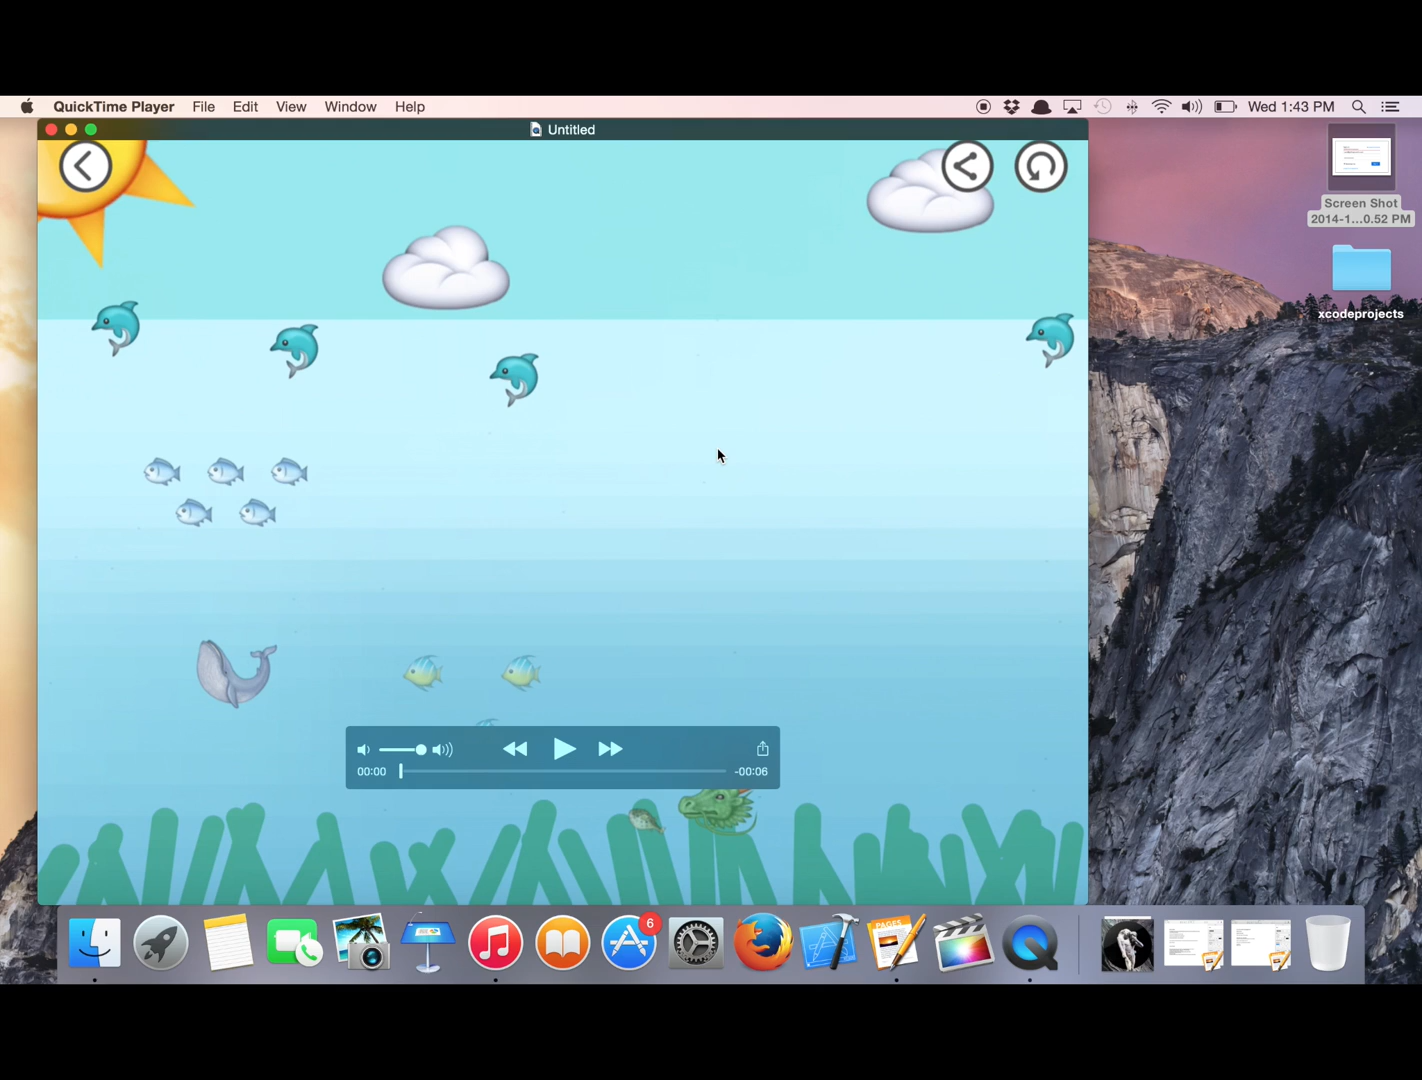 QuickTime Player File Edit View Window Help Wed 1:43 PM
Untitled
Screen Shot
2014-1...0.52 PM
xcodeprojects
00:00 -00:06
6
PAGES